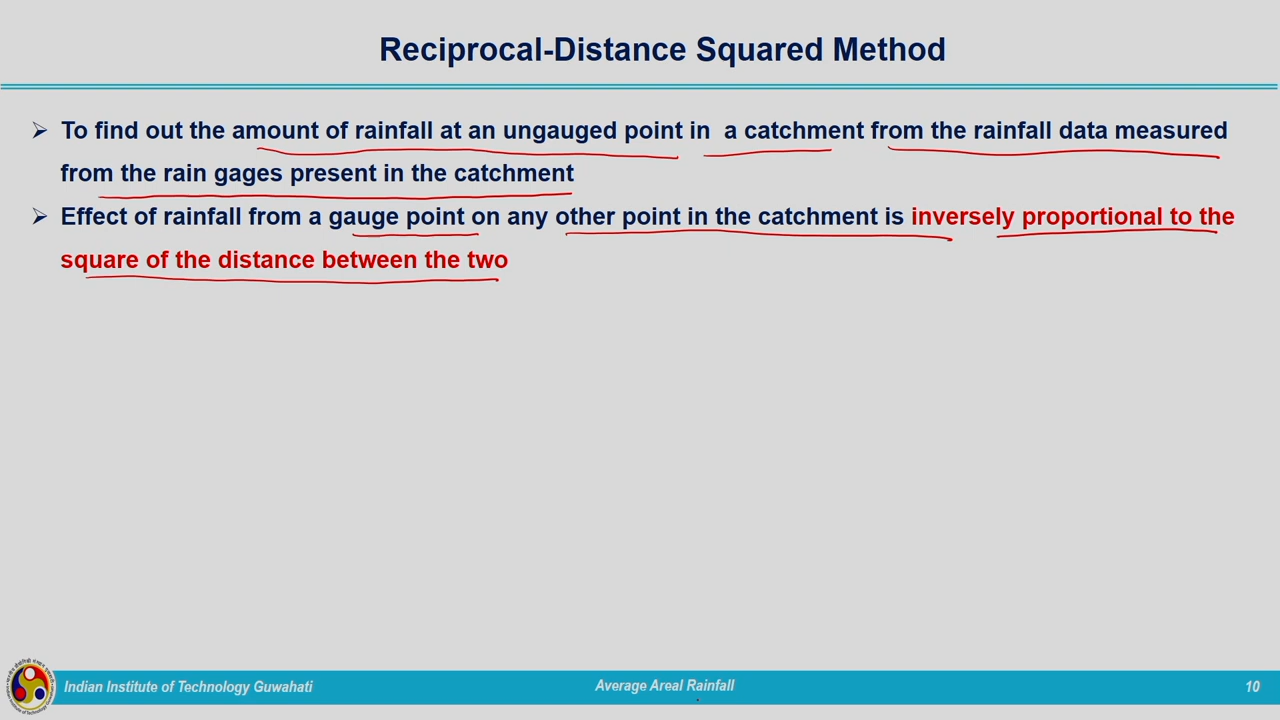 Reciprocal-Distance Squared Method
➢ To find out the amount of rainfall at an ungauged point in a catchment from the rainfall data measured
from the rain gages present in the catchment
➢ Effect of rainfall from a gauge point on any other point in the catchment is inversely proportional to the
square of the distance between the two
Indian Institute of Technology Guwahati
Average Areal Rainfall
10